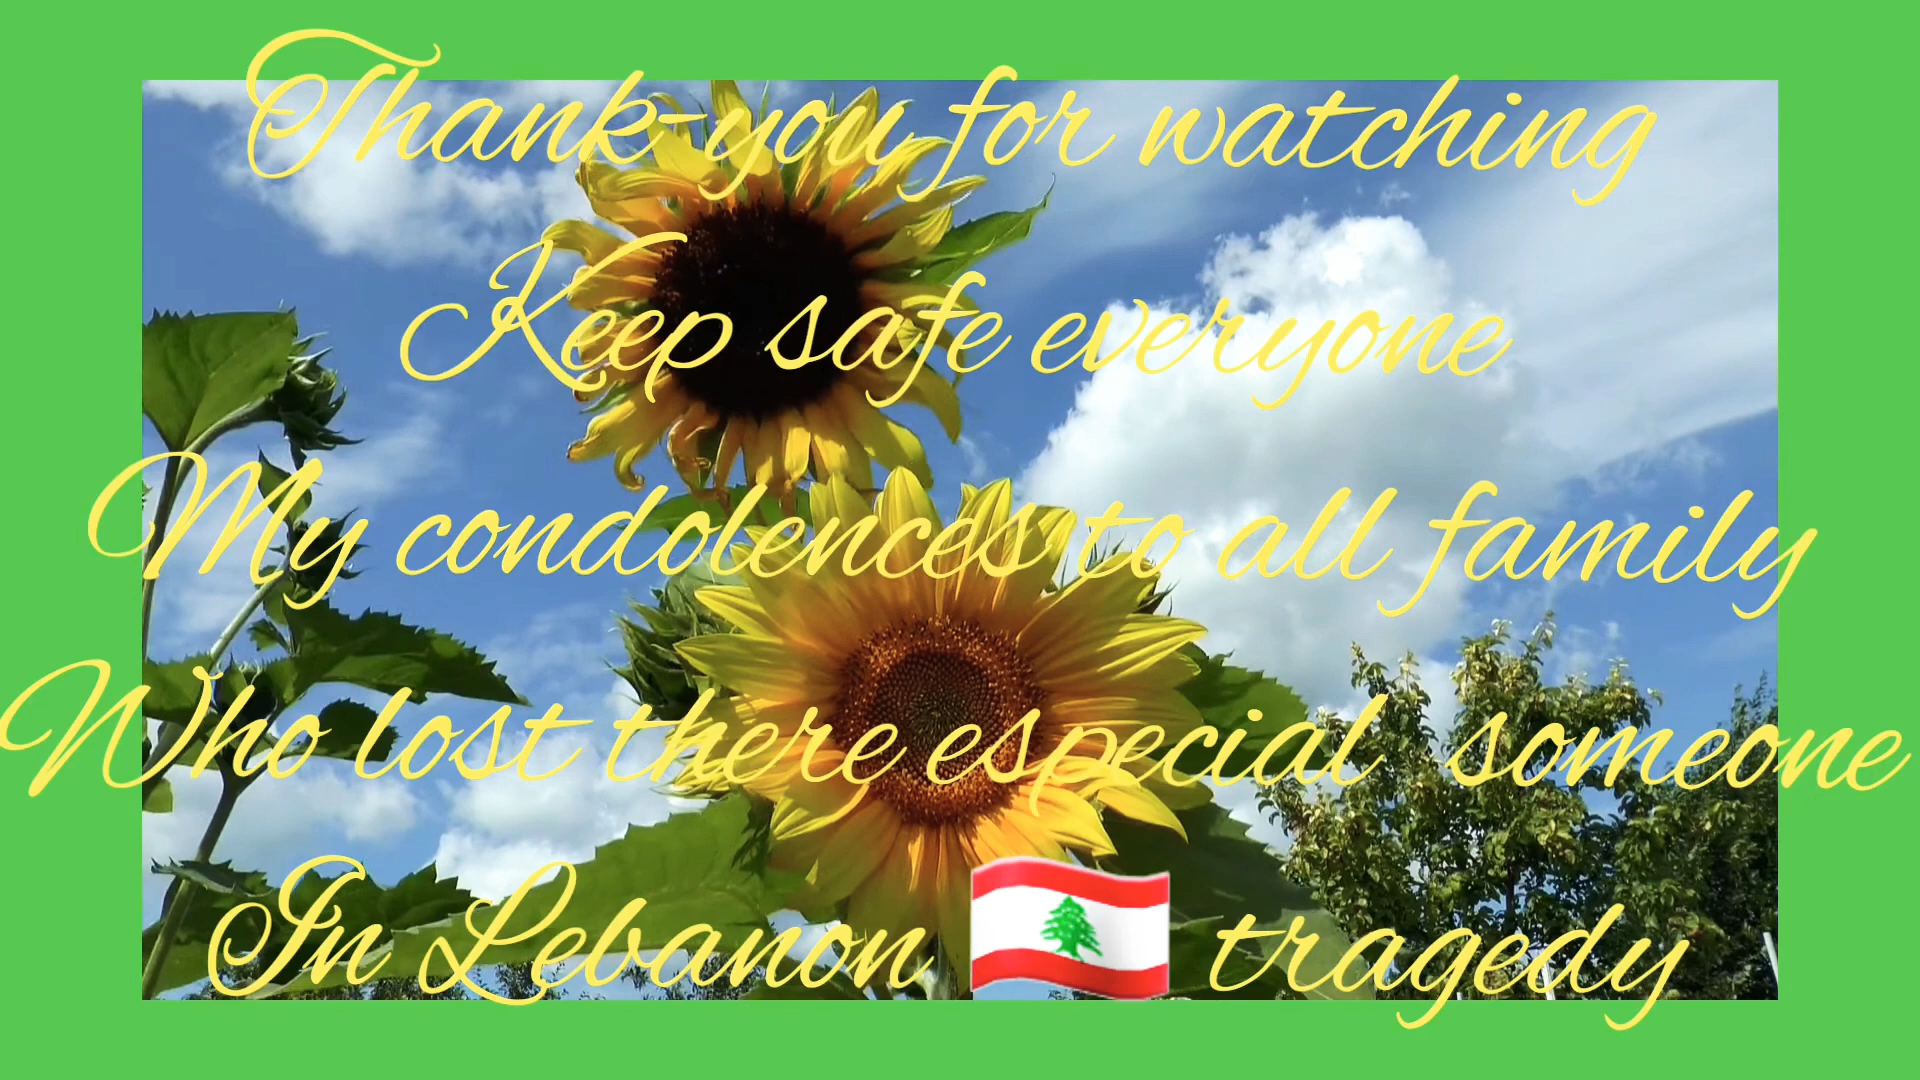 Thank-you for watching
Keep safe everyone
My condolences to all family
Who lost there especial someone
In Lebanon 🇱🇧 tragedy